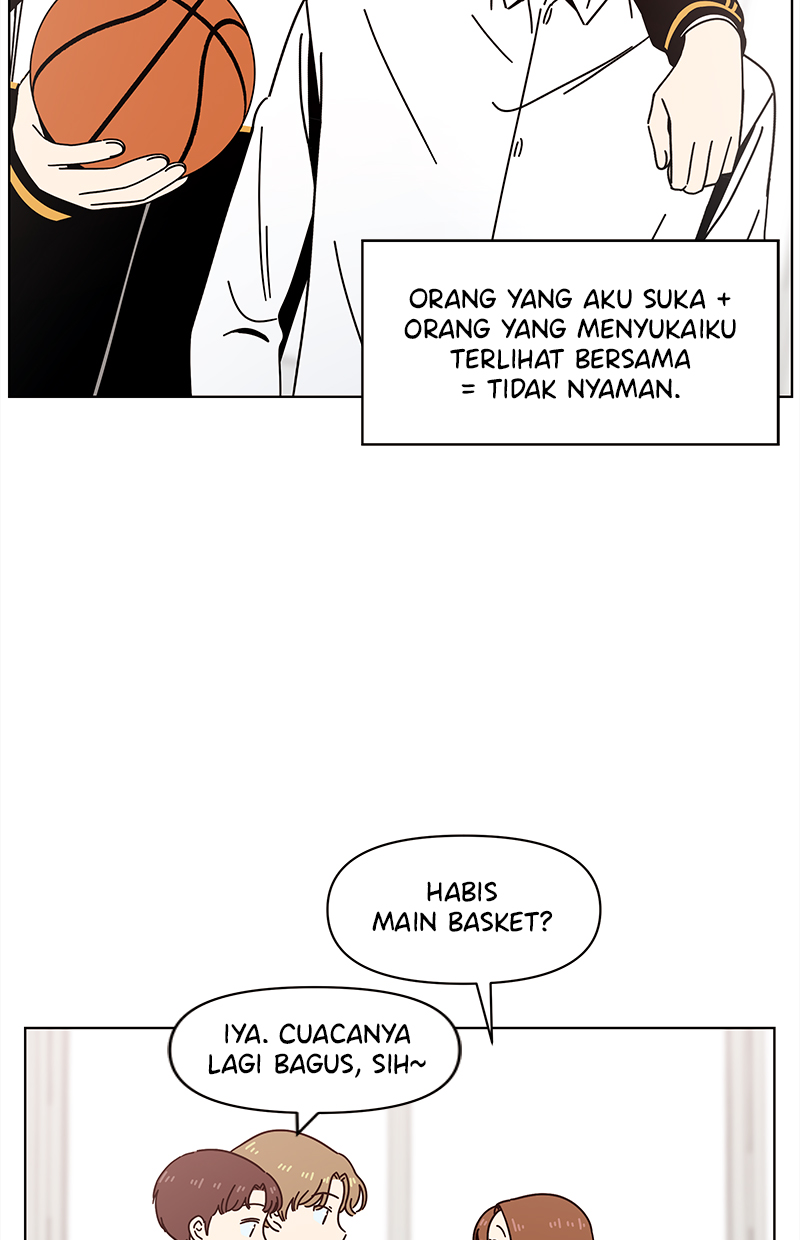 ORANG YANG AKU SUKA +
ORANG YANG MENYUKAIKU
TERLIHAT BERSAMA
= TIDAK NYAMAN.
HABIS
MAIN BASKET?
IYA. CUACANYA
LAGI BAGUS, SIH~